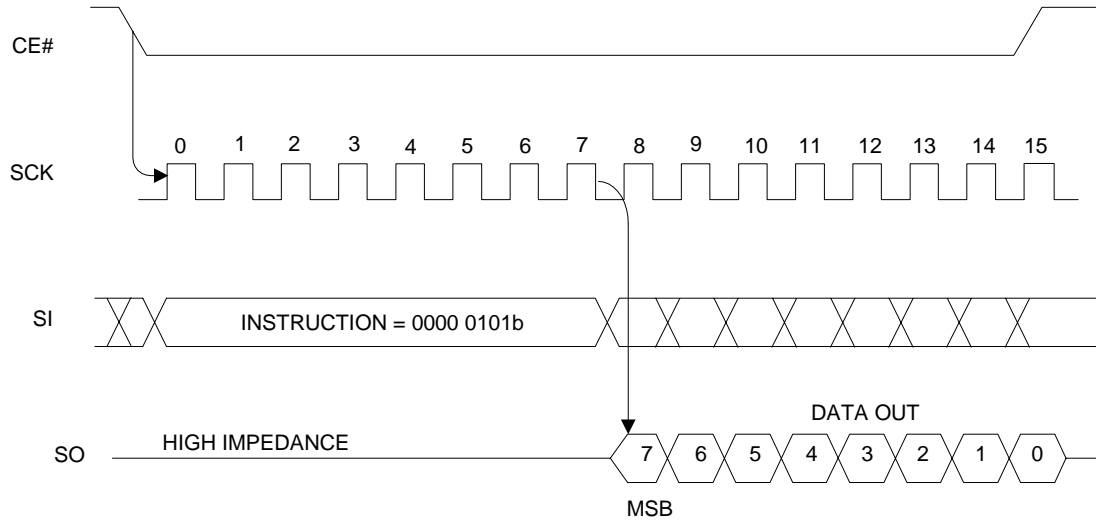 CE#
0 1 2 3 4 5 6 7 8 9 10 11 12 13 14 15
SCK
SI
INSTRUCTION = 0000 0101b
DATA OUT
HIGH IMPEDANCE
SO
7 6 5 4 3 2 1 0
MSB